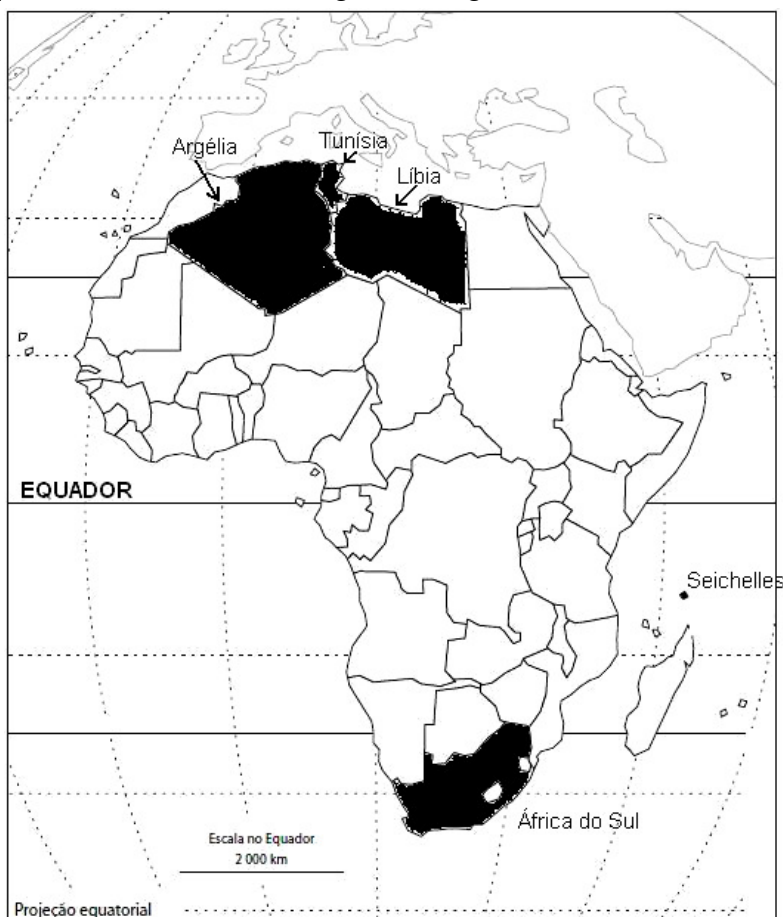 Argélia
Tunísia
Líbia
EQUADOR
Seichelles
África do Sul
Escala no Equador
2 000 km
Projeção equatorial